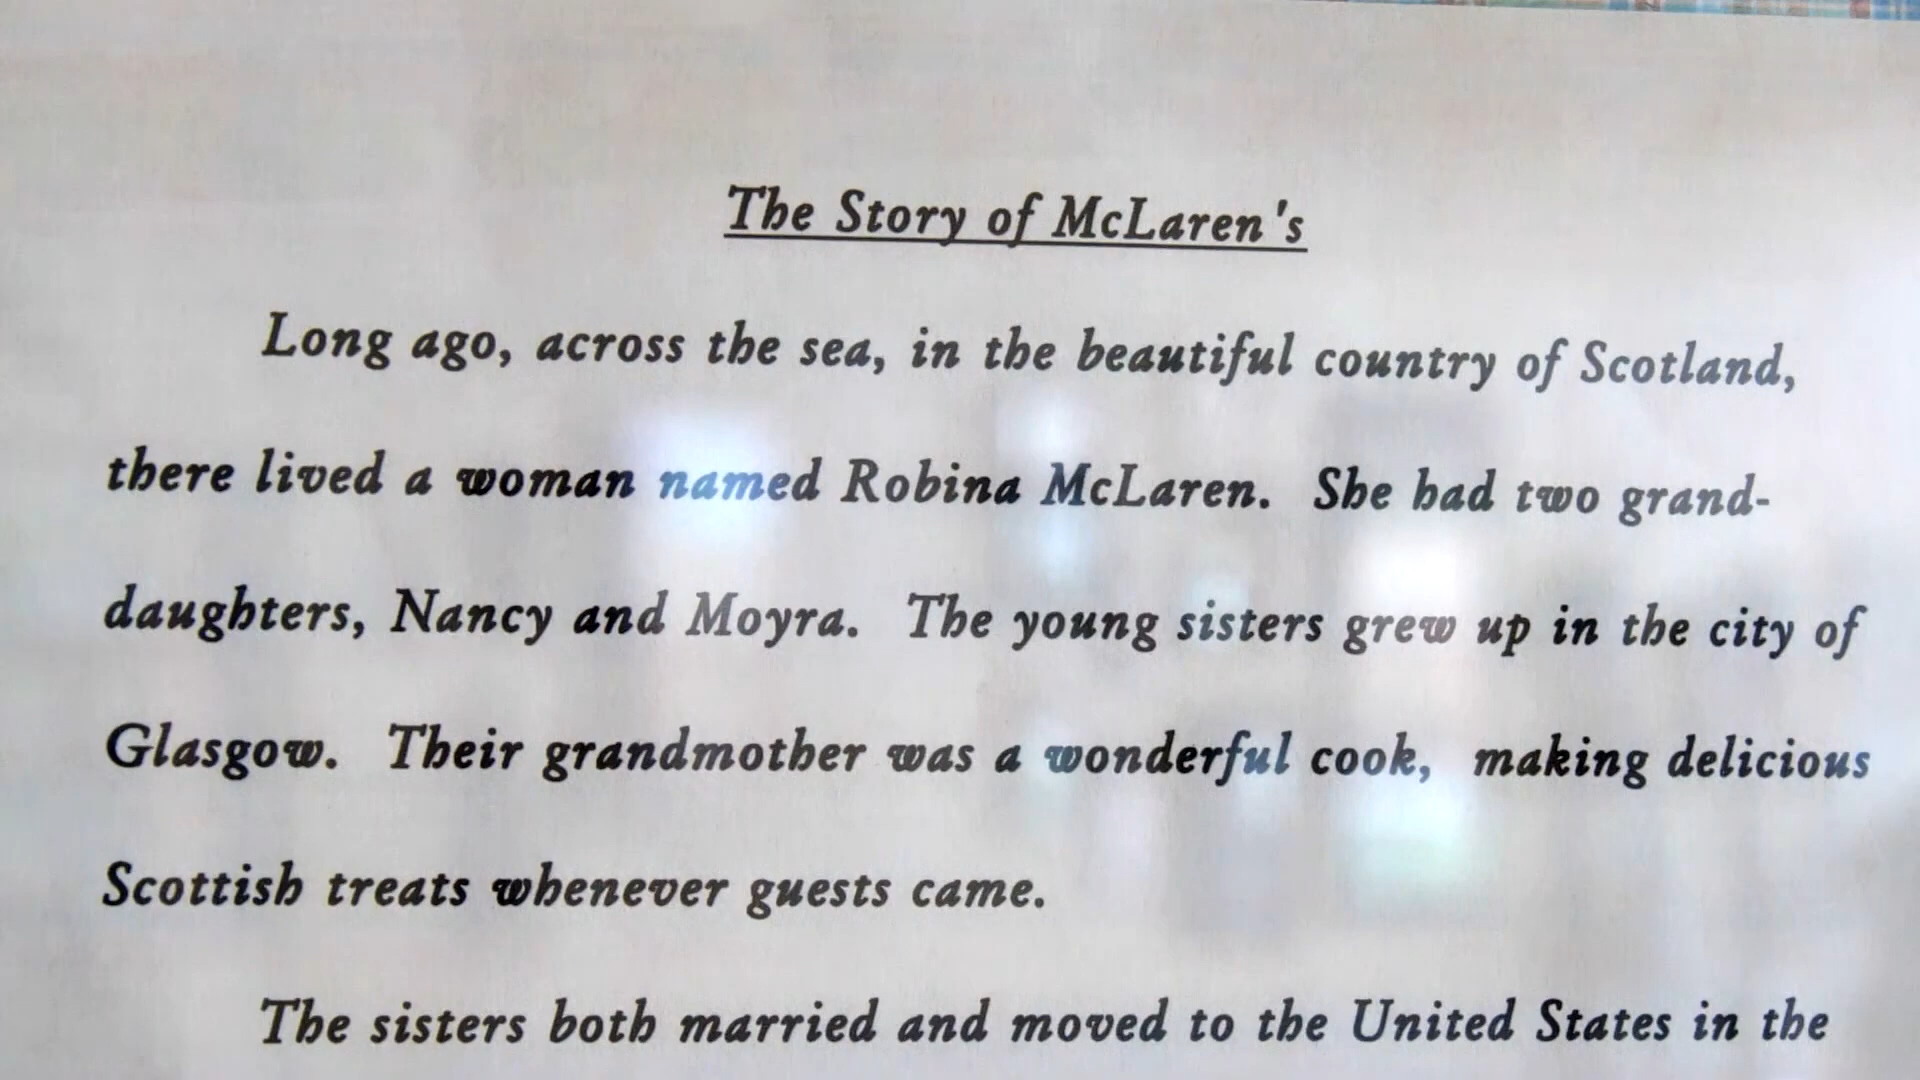 The Story of McLaren's
Long ago, across the sea, in the beautiful country of Scotland,
there lived a woman named Robina McLaren.  She had two grand-
daughters, Nancy and Moyra.  The young sisters grew up in the city of
Glasgow.  Their grandmother was a wonderful cook,  making delicious
Scottish treats whenever guests came.
The sisters both married and moved to the United States in the